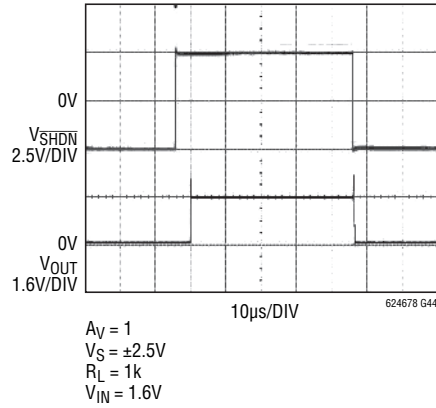 0V
V_SHDN
2.5V/DIV
0V
V_OUT
1.6V/DIV
10µs/DIV
624678 G44
A_V = 1
V_S = ±2.5V
R_L = 1k
V_IN = 1.6V